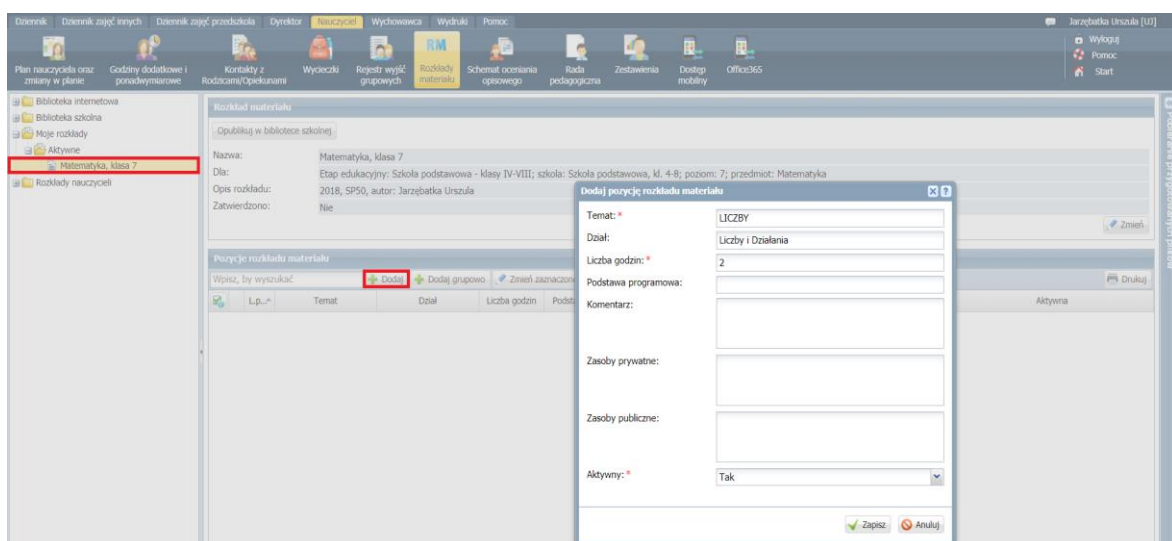 Dziennik Dziennik zajęć innych Dziennik zajęć przedszkola Dyrektor Nauczyciel Wychowawca Wydruki Pomoc Jarzębatka Urszula [UJ]
Plan nauczyciela oraz zmiany w planie
Godziny dodatkowe i ponadwymiarowe
Kontakty z Rodzicami/Opiekunami
Wycieczki
Rejestr wyjść grupowych
RM
Rozkłady materiału
Schemat oceniania opisowego
Rada pedagogiczna
Zestawienia
Dostęp mobilny
Office365
Wyloguj
Pomoc
Start
Biblioteka internetowa
Biblioteka szkolna
Moje rozkłady
Aktywne
Matematyka, klasa 7
Rozkłady nauczycieli
Rozkład materiału
Opublikuj w bibliotece szkolnej
Nazwa: Matematyka, klasa 7
Dla: Etap edukacyjny: Szkoła podstawowa - klasy IV-VIII; szkoła: Szkoła podstawowa, kl. 4-8; poziom: 7; przedmiot: Matematyka
Opis rozkładu: 2018, SP50, autor: Jarzębatka Urszula
Zatwierdzono: Nie
Zmień
Pozycje rozkładu materiału
Wpisz, by wyszukać Dodaj Dodaj grupowo Zmień zaznaczone Drukuj
L.p... Temat Dział Liczba godzin Podsta Aktywna
Dodaj pozycję rozkładu materiału
Temat: * LICZBY
Dział: Liczby i Działania
Liczba godzin: * 2
Podstawa programowa:
Komentarz:
Zasoby prywatne:
Zasoby publiczne:
Aktywny: * Tak
Zapisz Anuluj